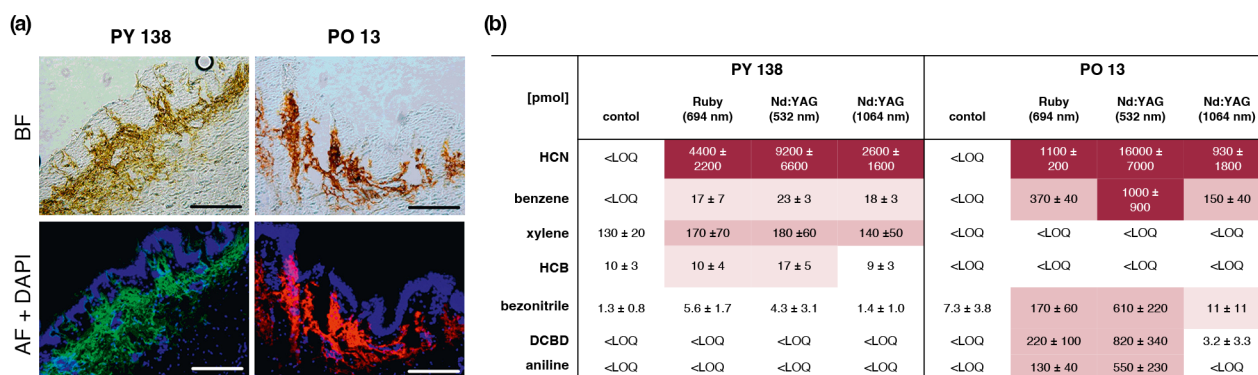 (a)
PY 138 PO 13
BF
AF + DAPI
(b)
PY 138 PO 13
[pmol] contol Ruby (694 nm) Nd:YAG (532 nm) Nd:YAG (1064 nm) contol Ruby (694 nm) Nd:YAG (532 nm) Nd:YAG (1064 nm)
HCN <LOQ 4400 ± 2200 9200 ± 6600 2600 ± 1600 <LOQ 1100 ± 200 16000 ± 7000 930 ± 1800
benzene <LOQ 17 ± 7 23 ± 3 18 ± 3 <LOQ 370 ± 40 1000 ± 900 150 ± 40
xylene 130 ± 20 170 ±70 180 ±60 140 ±50 <LOQ <LOQ <LOQ <LOQ
HCB 10 ± 3 10 ± 4 17 ± 5 9 ± 3 <LOQ <LOQ <LOQ <LOQ
bezonitrile 1.3 ± 0.8 5.6 ± 1.7 4.3 ± 3.1 1.4 ± 1.0 7.3 ± 3.8 170 ± 60 610 ± 220 11 ± 11
DCBD <LOQ <LOQ <LOQ <LOQ <LOQ 220 ± 100 820 ± 340 3.2 ± 3.3
aniline <LOQ <LOQ <LOQ <LOQ <LOQ 130 ± 40 550 ± 230 <LOQ